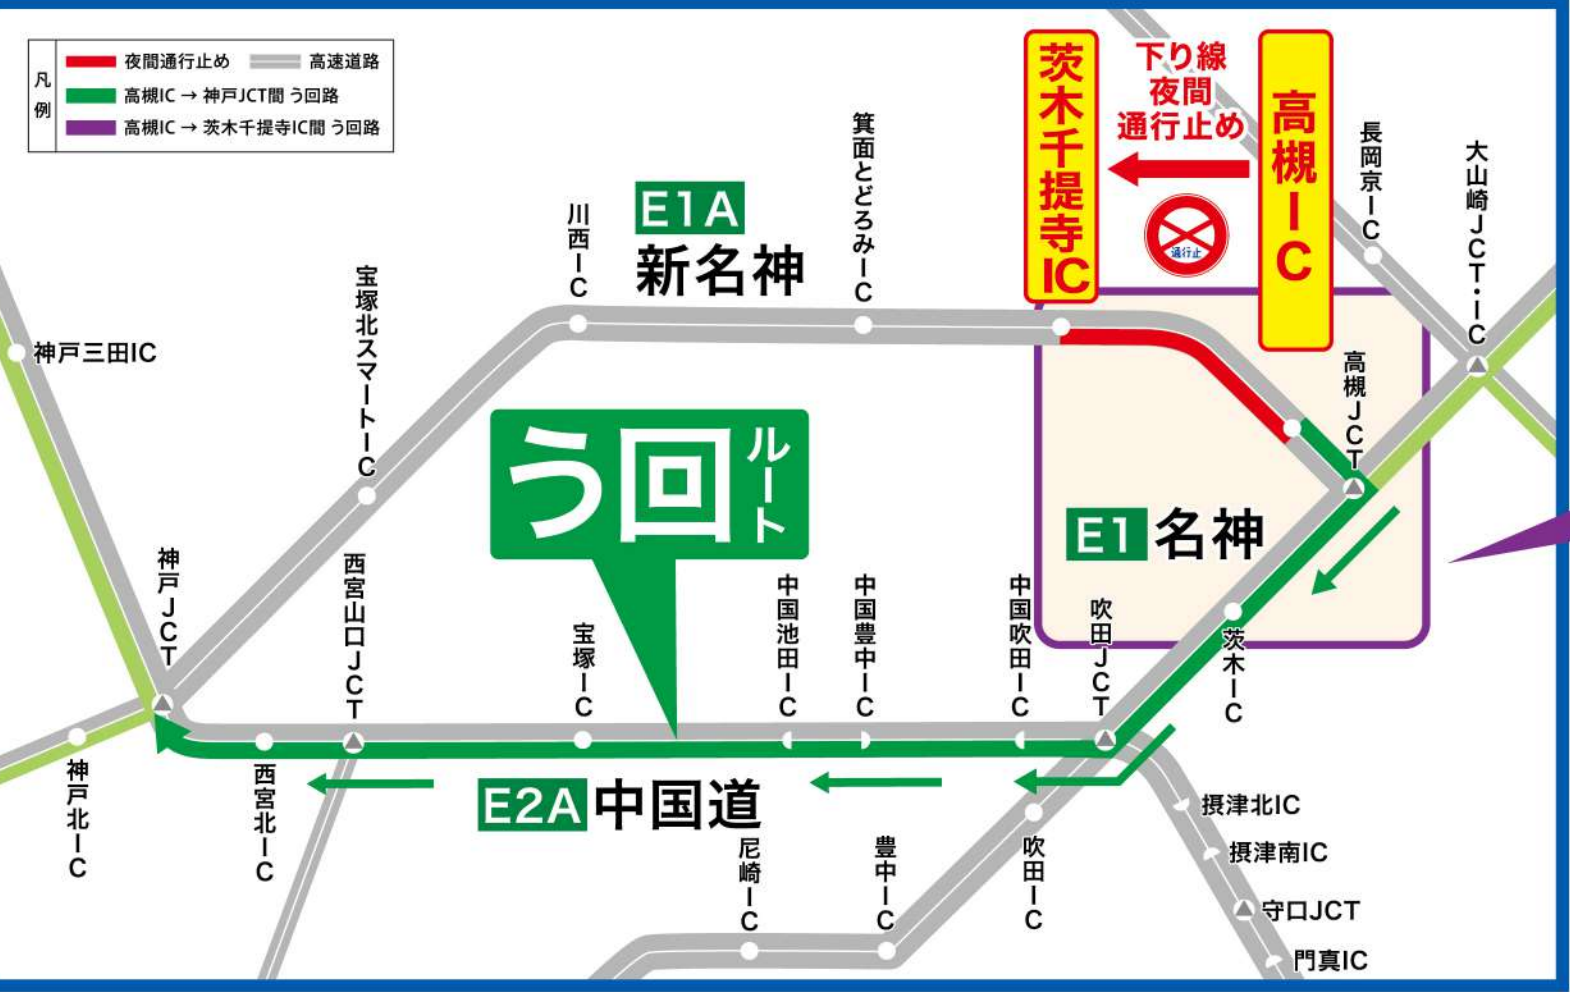 凡例
夜間通行止め
高速道路
高槻IC → 神戸JCT間 う回路
高槻IC → 茨木千提寺IC間 う回路
茨木千提寺IC
下り線
夜間
通行止め
通行止
高槻IC
長岡京IC
大山崎JCT・IC
箕面とどろみIC
E1A
新名神
川西IC
宝塚北スマートIC
神戸三田IC
高槻JCT
う回ルート
E1 名神
神戸JCT
西宮山口JCT
宝塚IC
中国池田IC
中国豊中IC
中国吹田IC
吹田JCT
茨木IC
神戸北IC
西宮北IC
E2A 中国道
尼崎IC
豊中IC
吹田IC
摂津北IC
摂津南IC
守口JCT
門真IC